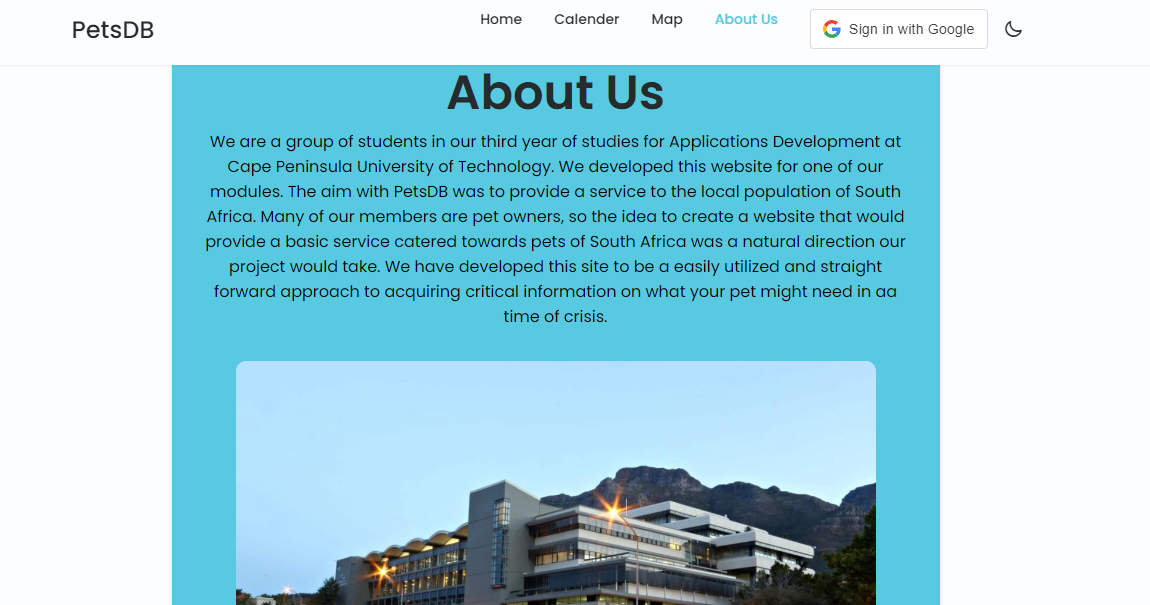 PetsDB
Home Calender Map About Us Sign in with Google
About Us
We are a group of students in our third year of studies for Applications Development at
Cape Peninsula University of Technology. We developed this website for one of our
modules. The aim with PetsDB was to provide a service to the local population of South
Africa. Many of our members are pet owners, so the idea to create a website that would
provide a basic service catered towards pets of South Africa was a natural direction our
project would take. We have developed this site to be a easily utilized and straight
forward approach to acquiring critical information on what your pet might need in aa
time of crisis.